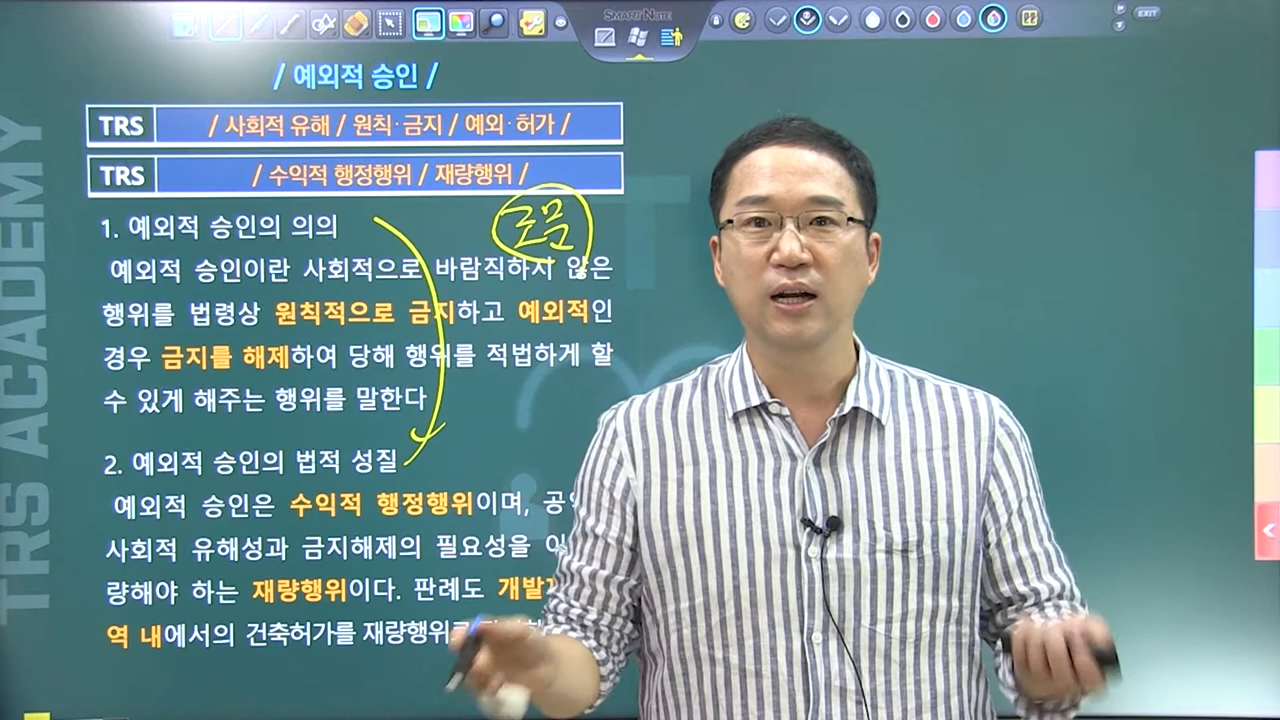 SMART NOTE
EXIT
/ 예외적 승인 /
TRS / 사회적 유해 / 원칙·금지 / 예외·허가 /
TRS / 수익적 행정행위 / 재량행위 /
1. 예외적 승인의 의의
예외적 승인이란 사회적으로 바람직하지 않은
행위를 법령상 원칙적으로 금지하고 예외적인
경우 금지를 해제하여 당해 행위를 적법하게 할
수 있게 해주는 행위를 말한다
2. 예외적 승인의 법적 성질
예외적 승인은 수익적 행정행위이며,
사회적 유해성과 금지해제의 필요성을
량해야 하는 재량행위이다. 판례도
역 내에서의 건축허가를
TRS ACADEMY